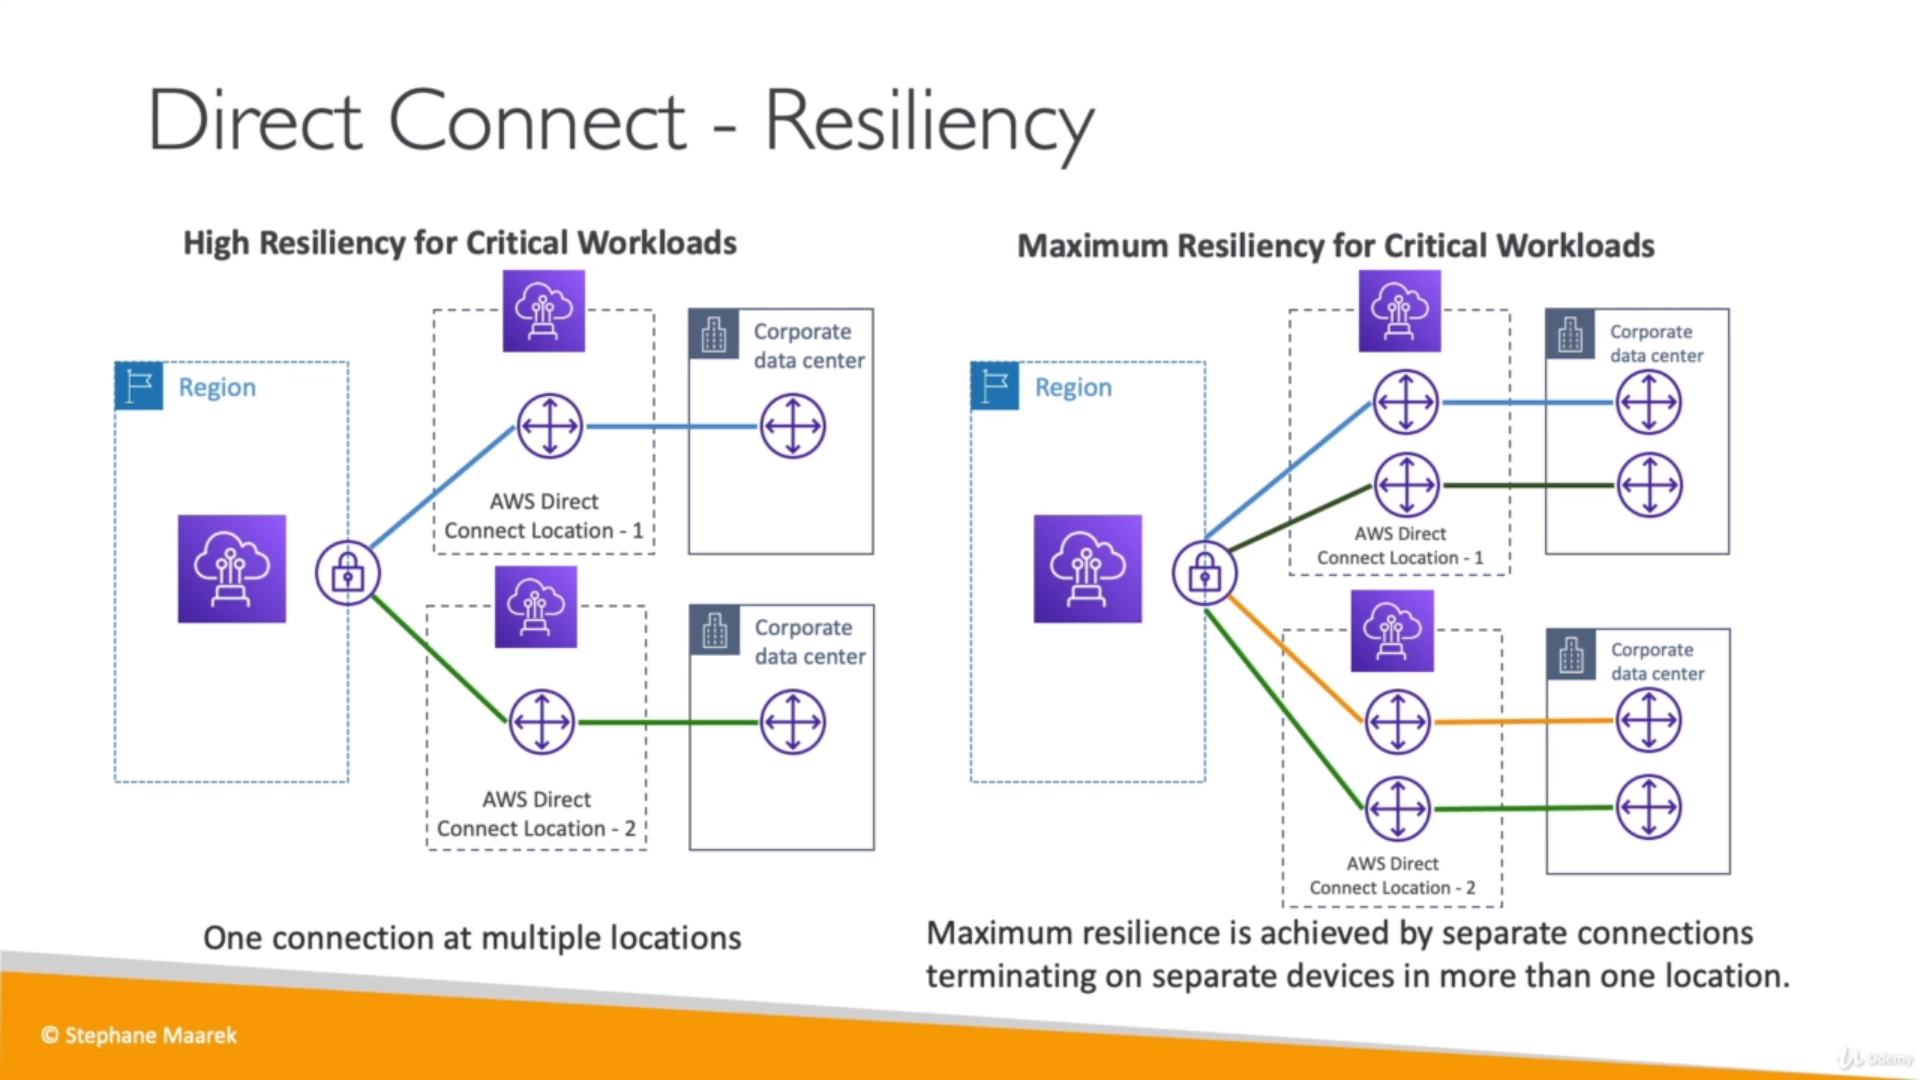 Direct Connect - Resiliency
High Resiliency for Critical Workloads
Region
AWS Direct
Connect Location - 1
Corporate
data center
AWS Direct
Connect Location - 2
Corporate
data center
One connection at multiple locations
Maximum Resiliency for Critical Workloads
Region
AWS Direct
Connect Location - 1
Corporate
data center
AWS Direct
Connect Location - 2
Corporate
data center
Maximum resilience is achieved by separate connections
terminating on separate devices in more than one location.
© Stephane Maarek
Udemy